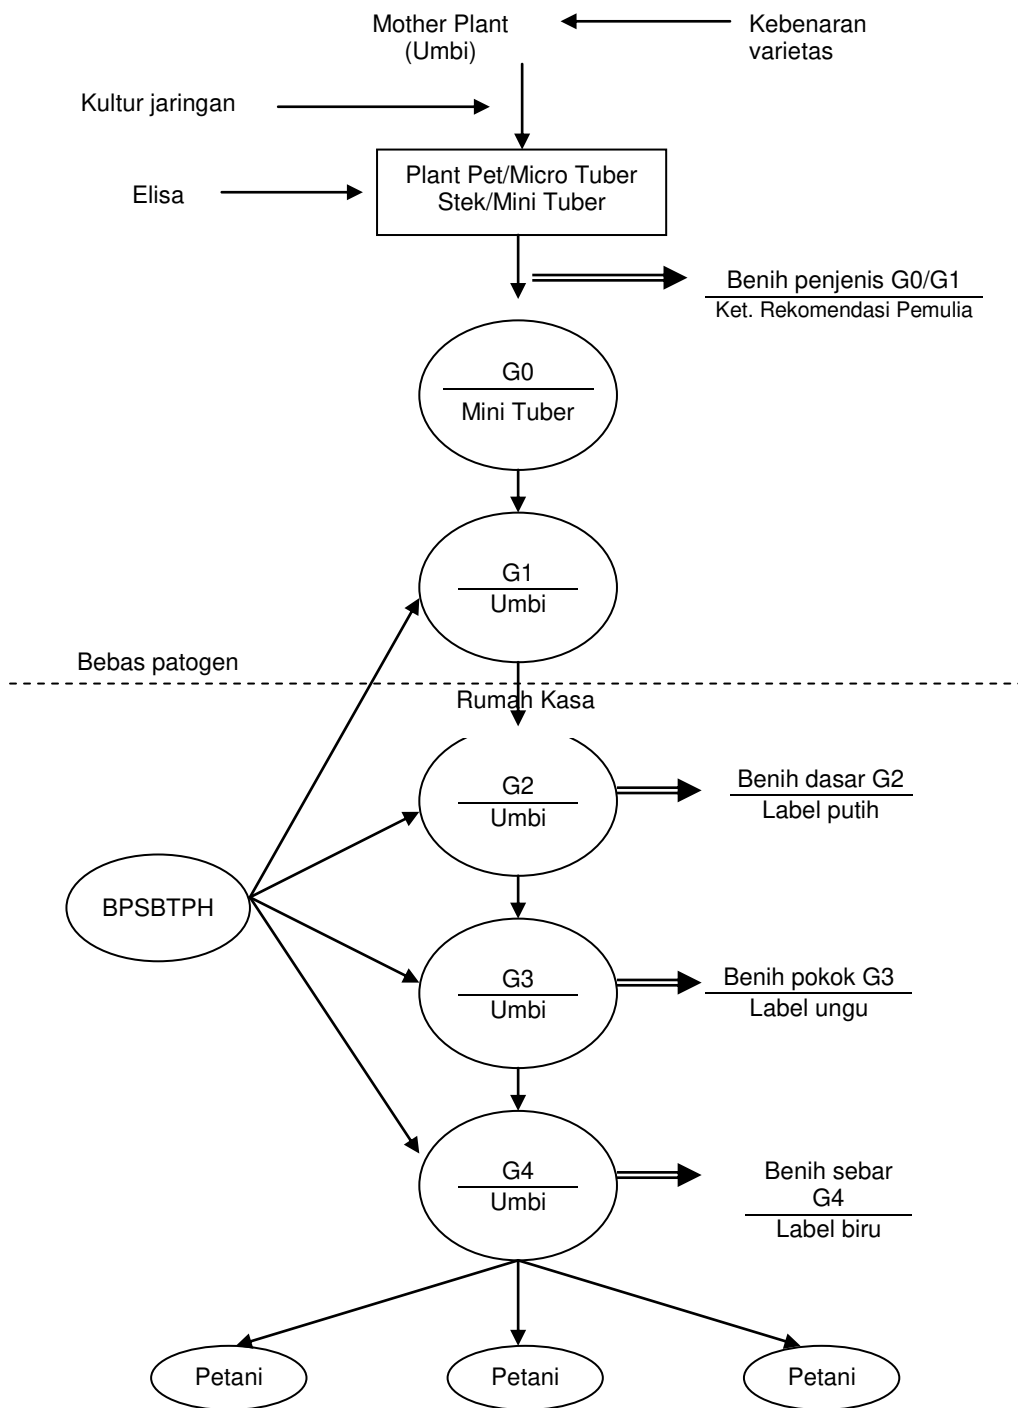 Mother Plant
(Umbi)
Kebenaran
varietas
Kultur jaringan
Plant Pet/Micro Tuber
Stek/Mini Tuber
Elisa
Benih penjenis G0/G1
Ket. Rekomendasi Pemulia
G0
Mini Tuber
G1
Umbi
Bebas patogen
Rumah Kasa
G2
Umbi
Benih dasar G2
Label putih
BPSBTPH
G3
Umbi
Benih pokok G3
Label ungu
G4
Umbi
Benih sebar
G4
Label biru
Petani
Petani
Petani